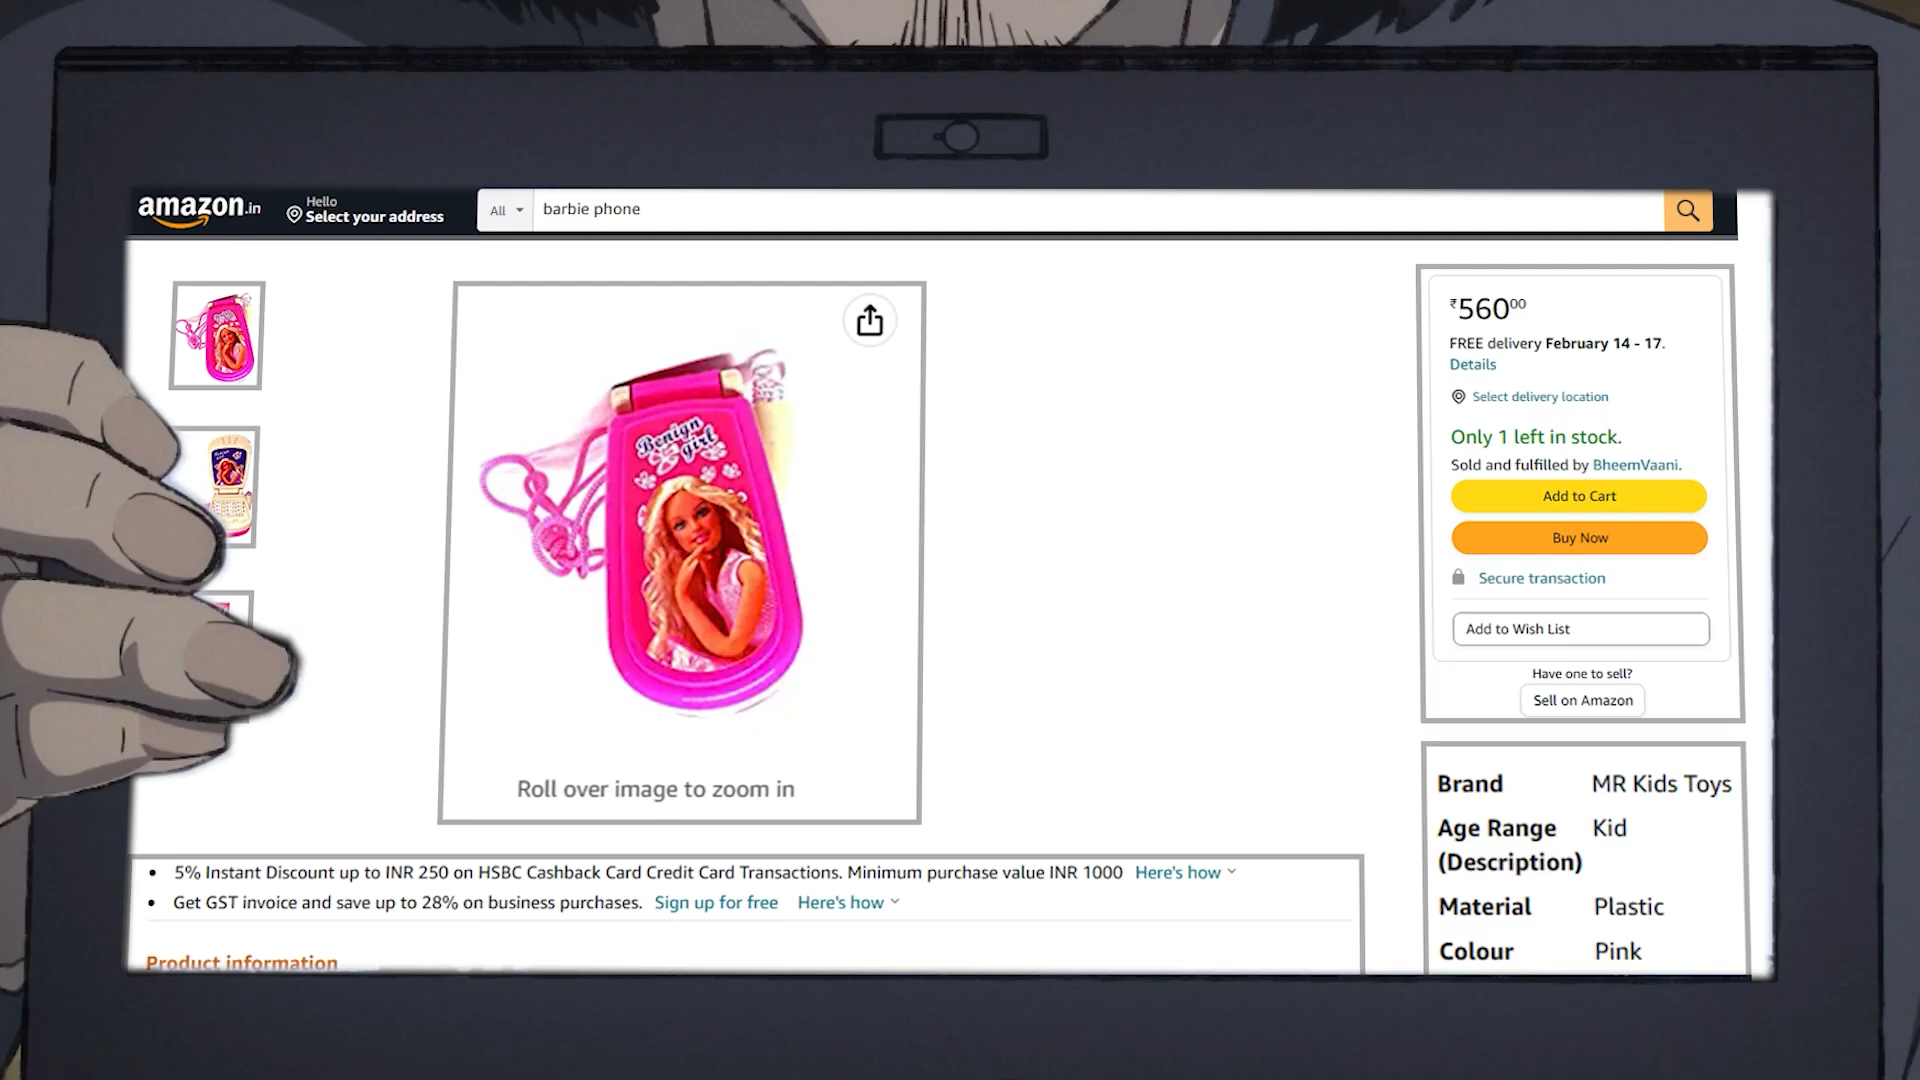 amazon.in
Hello
Select your address
All
barbie phone
Benign
girl
Roll over image to zoom in
₹56000
FREE delivery February 14 - 17.
Details
Select delivery location
Only 1 left in stock.
Sold and fulfilled by BheemVaani.
Add to Cart
Buy Now
Secure transaction
Add to Wish List
Have one to sell?
Sell on Amazon
Brand MR Kids Toys
Age Range Kid
(Description)
Material Plastic
Colour Pink
5% Instant Discount up to INR 250 on HSBC Cashback Card Credit Card Transactions. Minimum purchase value INR 1000 Here's how
Get GST invoice and save up to 28% on business purchases. Sign up for free Here's how
Product information